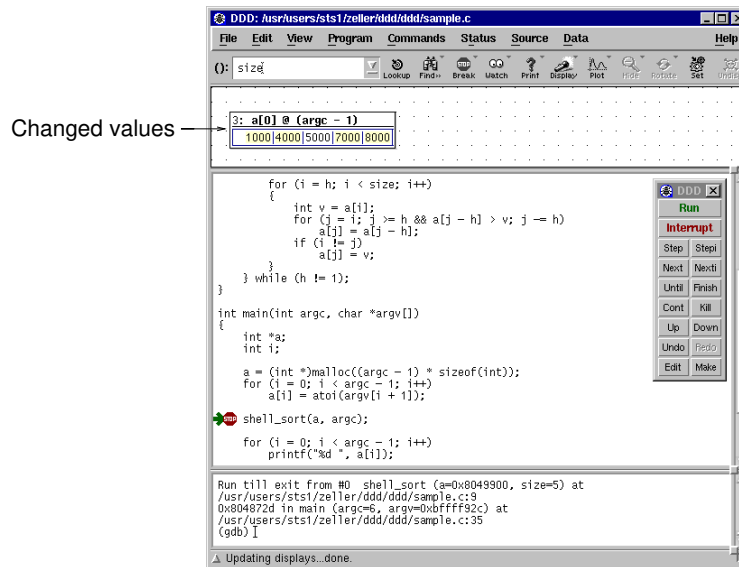 DDD: /usr/users/sts1/zeller/ddd/ddd/sample.c
File Edit View Program Commands Status Source Data Help
(): size
Lookup Find» Break Watch Print Display Plot Hide Rotate Set
Changed values
3: a[0] @ (argc - 1)
1000 4000 5000 7000 8000
for (i = h; i < size; i++)
{
int v = a[i];
for (j = i; j >= h && a[j - h] > v; j -= h)
a[j] = a[j - h];
if (i != j)
a[j] = v;
}
} while (h != 1);
}
int main(int argc, char *argv[])
{
int *a;
int i;
a = (int *)malloc((argc - 1) * sizeof(int));
for (i = 0; i < argc - 1; i++)
a[i] = atoi(argv[i + 1]);
STOP shell_sort(a, argc);
for (i = 0; i < argc - 1; i++)
printf("%d ", a[i]);
DDD
Run
Interrupt
Step Stepi
Next Nexti
Until Finish
Cont Kill
Up Down
Undo Redo
Edit Make
Run till exit from #0 shell_sort (a=0x8049900, size=5) at
/usr/users/sts1/zeller/ddd/ddd/sample.c:9
0x804872d in main (argc=6, argv=0xbffff92c) at
/usr/users/sts1/zeller/ddd/ddd/sample.c:35
(gdb)
Updating displays...done.